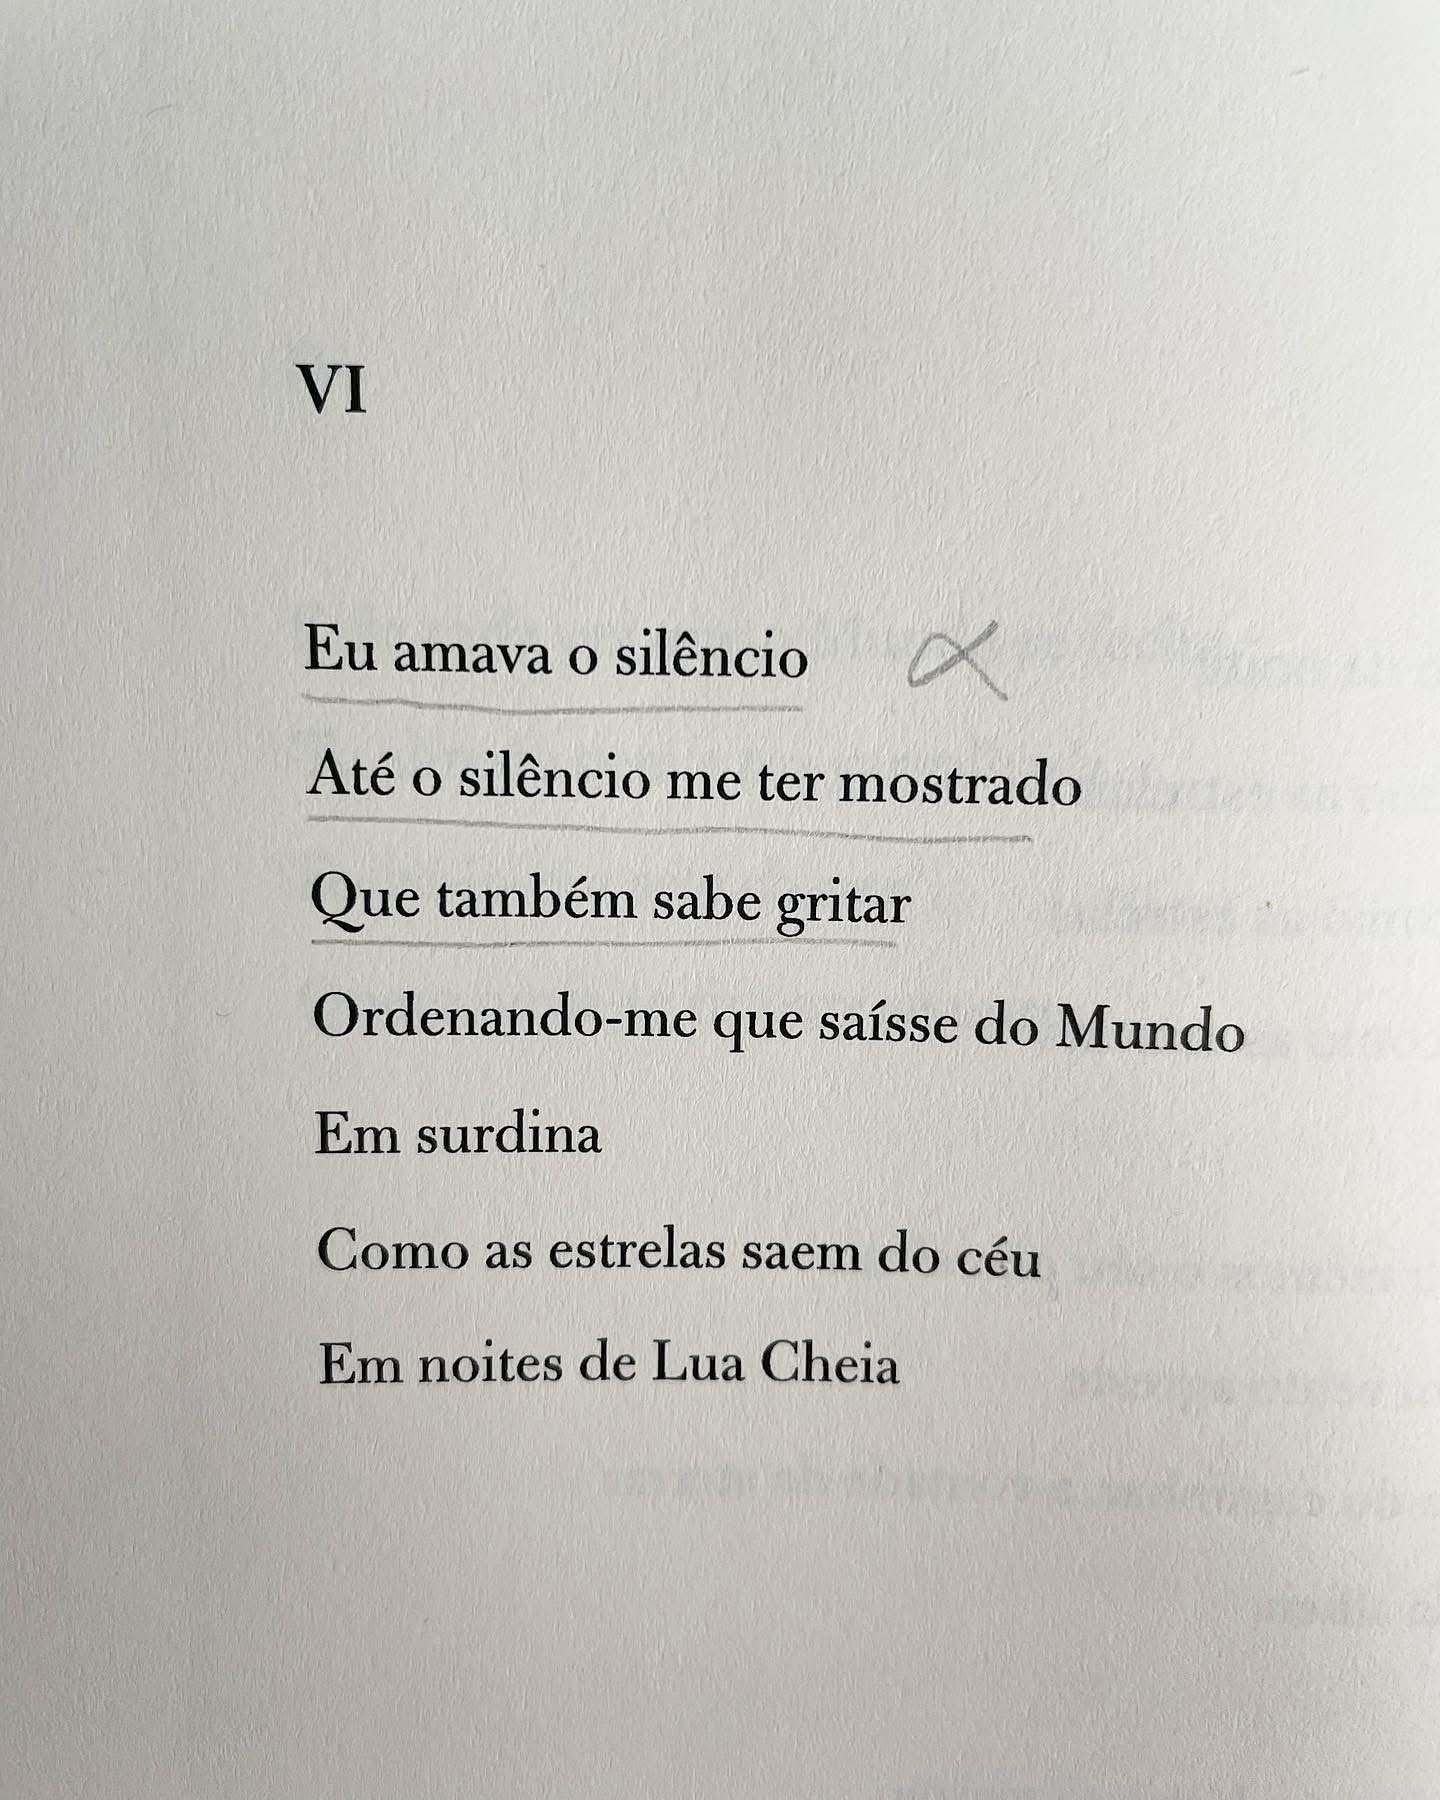 VI
Eu amava o silêncio
Até o silêncio me ter mostrado
Que também sabe gritar
Ordenando-me que saísse do Mundo
Em surdina
Como as estrelas saem do céu
Em noites de Lua Cheia